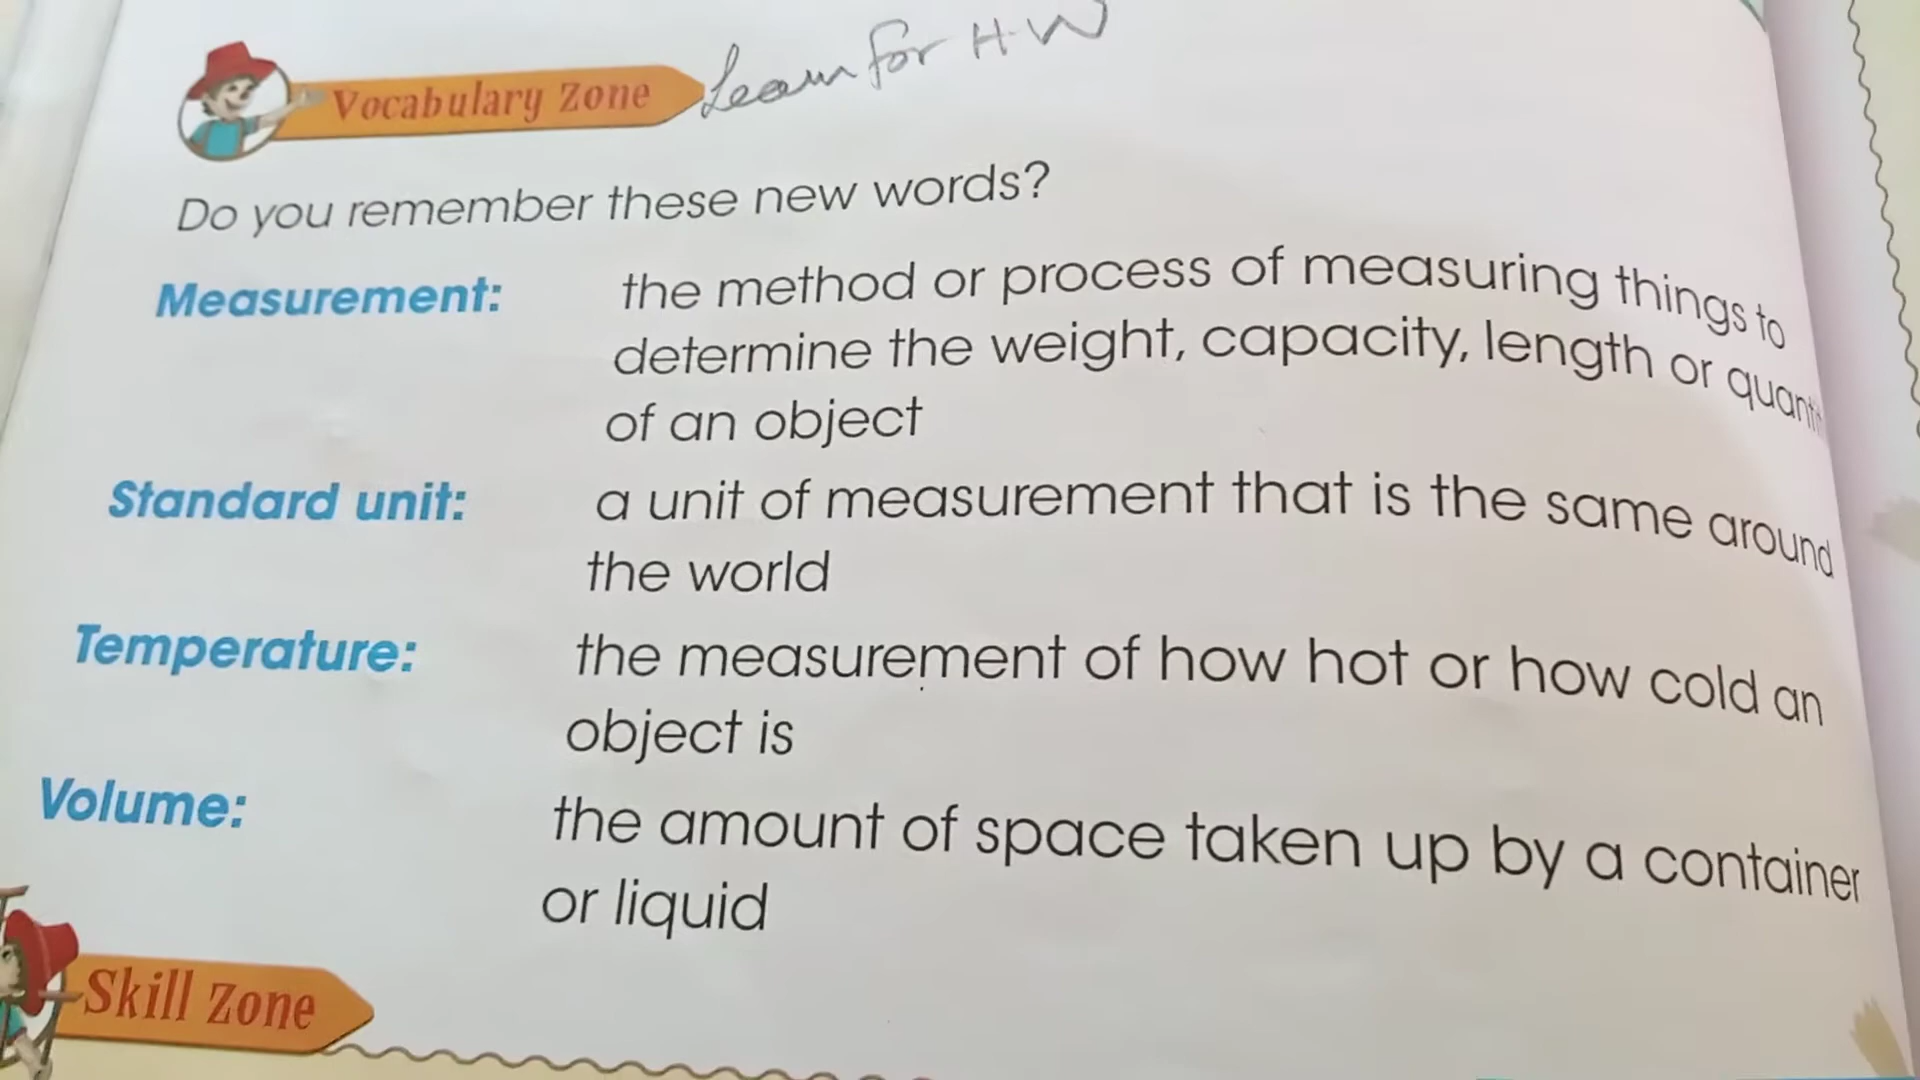 Vocabulary Zone Learn for H.W
Do you remember these new words?
Measurement: the method or process of measuring things to
determine the weight, capacity, length or
of an object
Standard unit: a unit of measurement that is the same around
the world
Temperature: the measurement of how hot or how cold an
object is
Volume: the amount of space taken up by a container
or liquid
Skill Zone